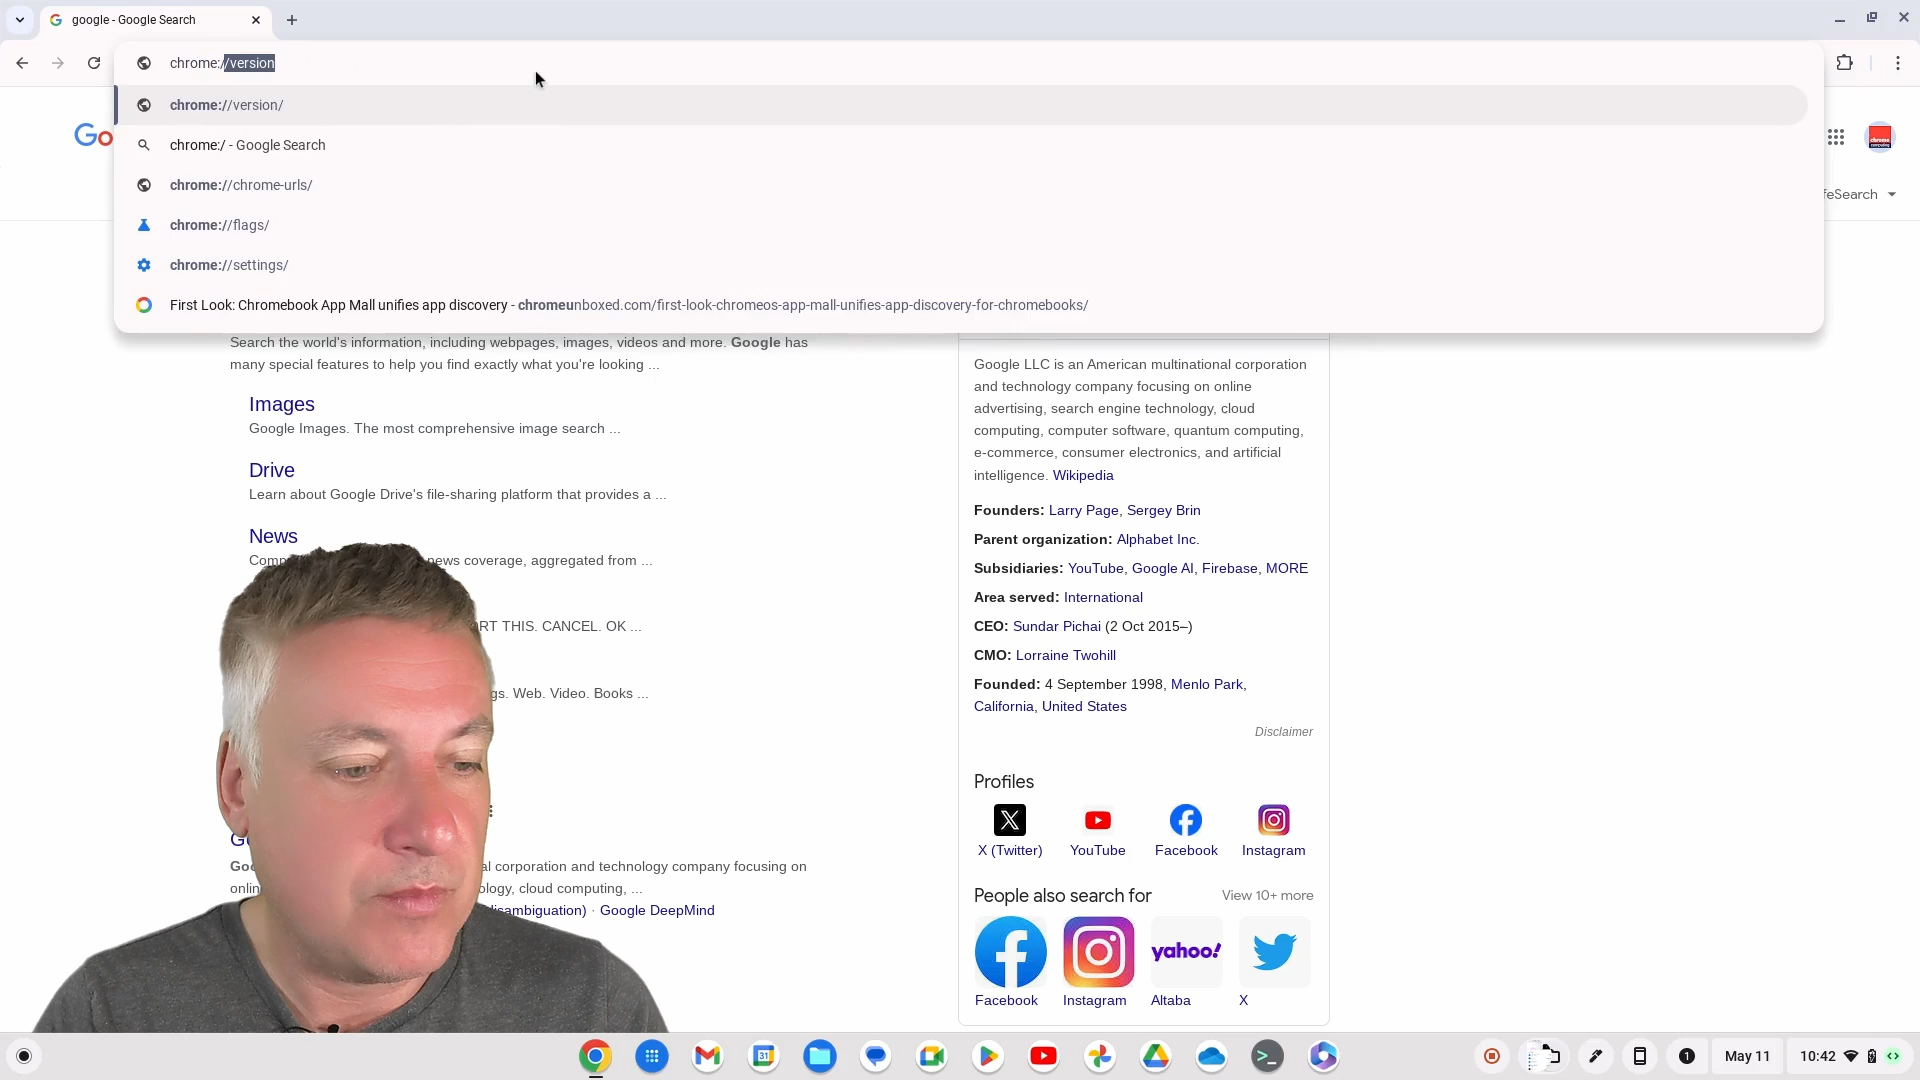 google - Google Search
chrome://version
chrome://version/
chrome:/ - Google Search
chrome://chrome-urls/
chrome://flags/
chrome://settings/
First Look: Chromebook App Mall unifies app discovery - chromeunboxed.com/first-look-chromeos-app-mall-unifies-app-discovery-for-chromebooks/
Go
feSearch
Search the world's information, including webpages, images, videos and more. Google has
many special features to help you find exactly what you're looking ...
Images
Google Images. The most comprehensive image search ...
Drive
Learn about Google Drive's file-sharing platform that provides a ...
News
Comp news coverage, aggregated from ...
RT THIS. CANCEL. OK ...
gs. Web. Video. Books ...
Go
Goo al corporation and technology company focusing on
onlin ology, cloud computing, ...
disambiguation) · Google DeepMind
Google LLC is an American multinational corporation
and technology company focusing on online
advertising, search engine technology, cloud
computing, computer software, quantum computing,
e-commerce, consumer electronics, and artificial
intelligence. Wikipedia
Founders: Larry Page, Sergey Brin
Parent organization: Alphabet Inc.
Subsidiaries: YouTube, Google AI, Firebase, MORE
Area served: International
CEO: Sundar Pichai (2 Oct 2015–)
CMO: Lorraine Twohill
Founded: 4 September 1998, Menlo Park,
California, United States
Disclaimer
Profiles
X (Twitter) YouTube Facebook Instagram
People also search for View 10+ more
yahoo!
Facebook Instagram Altaba X
31
1 May 11 10:42